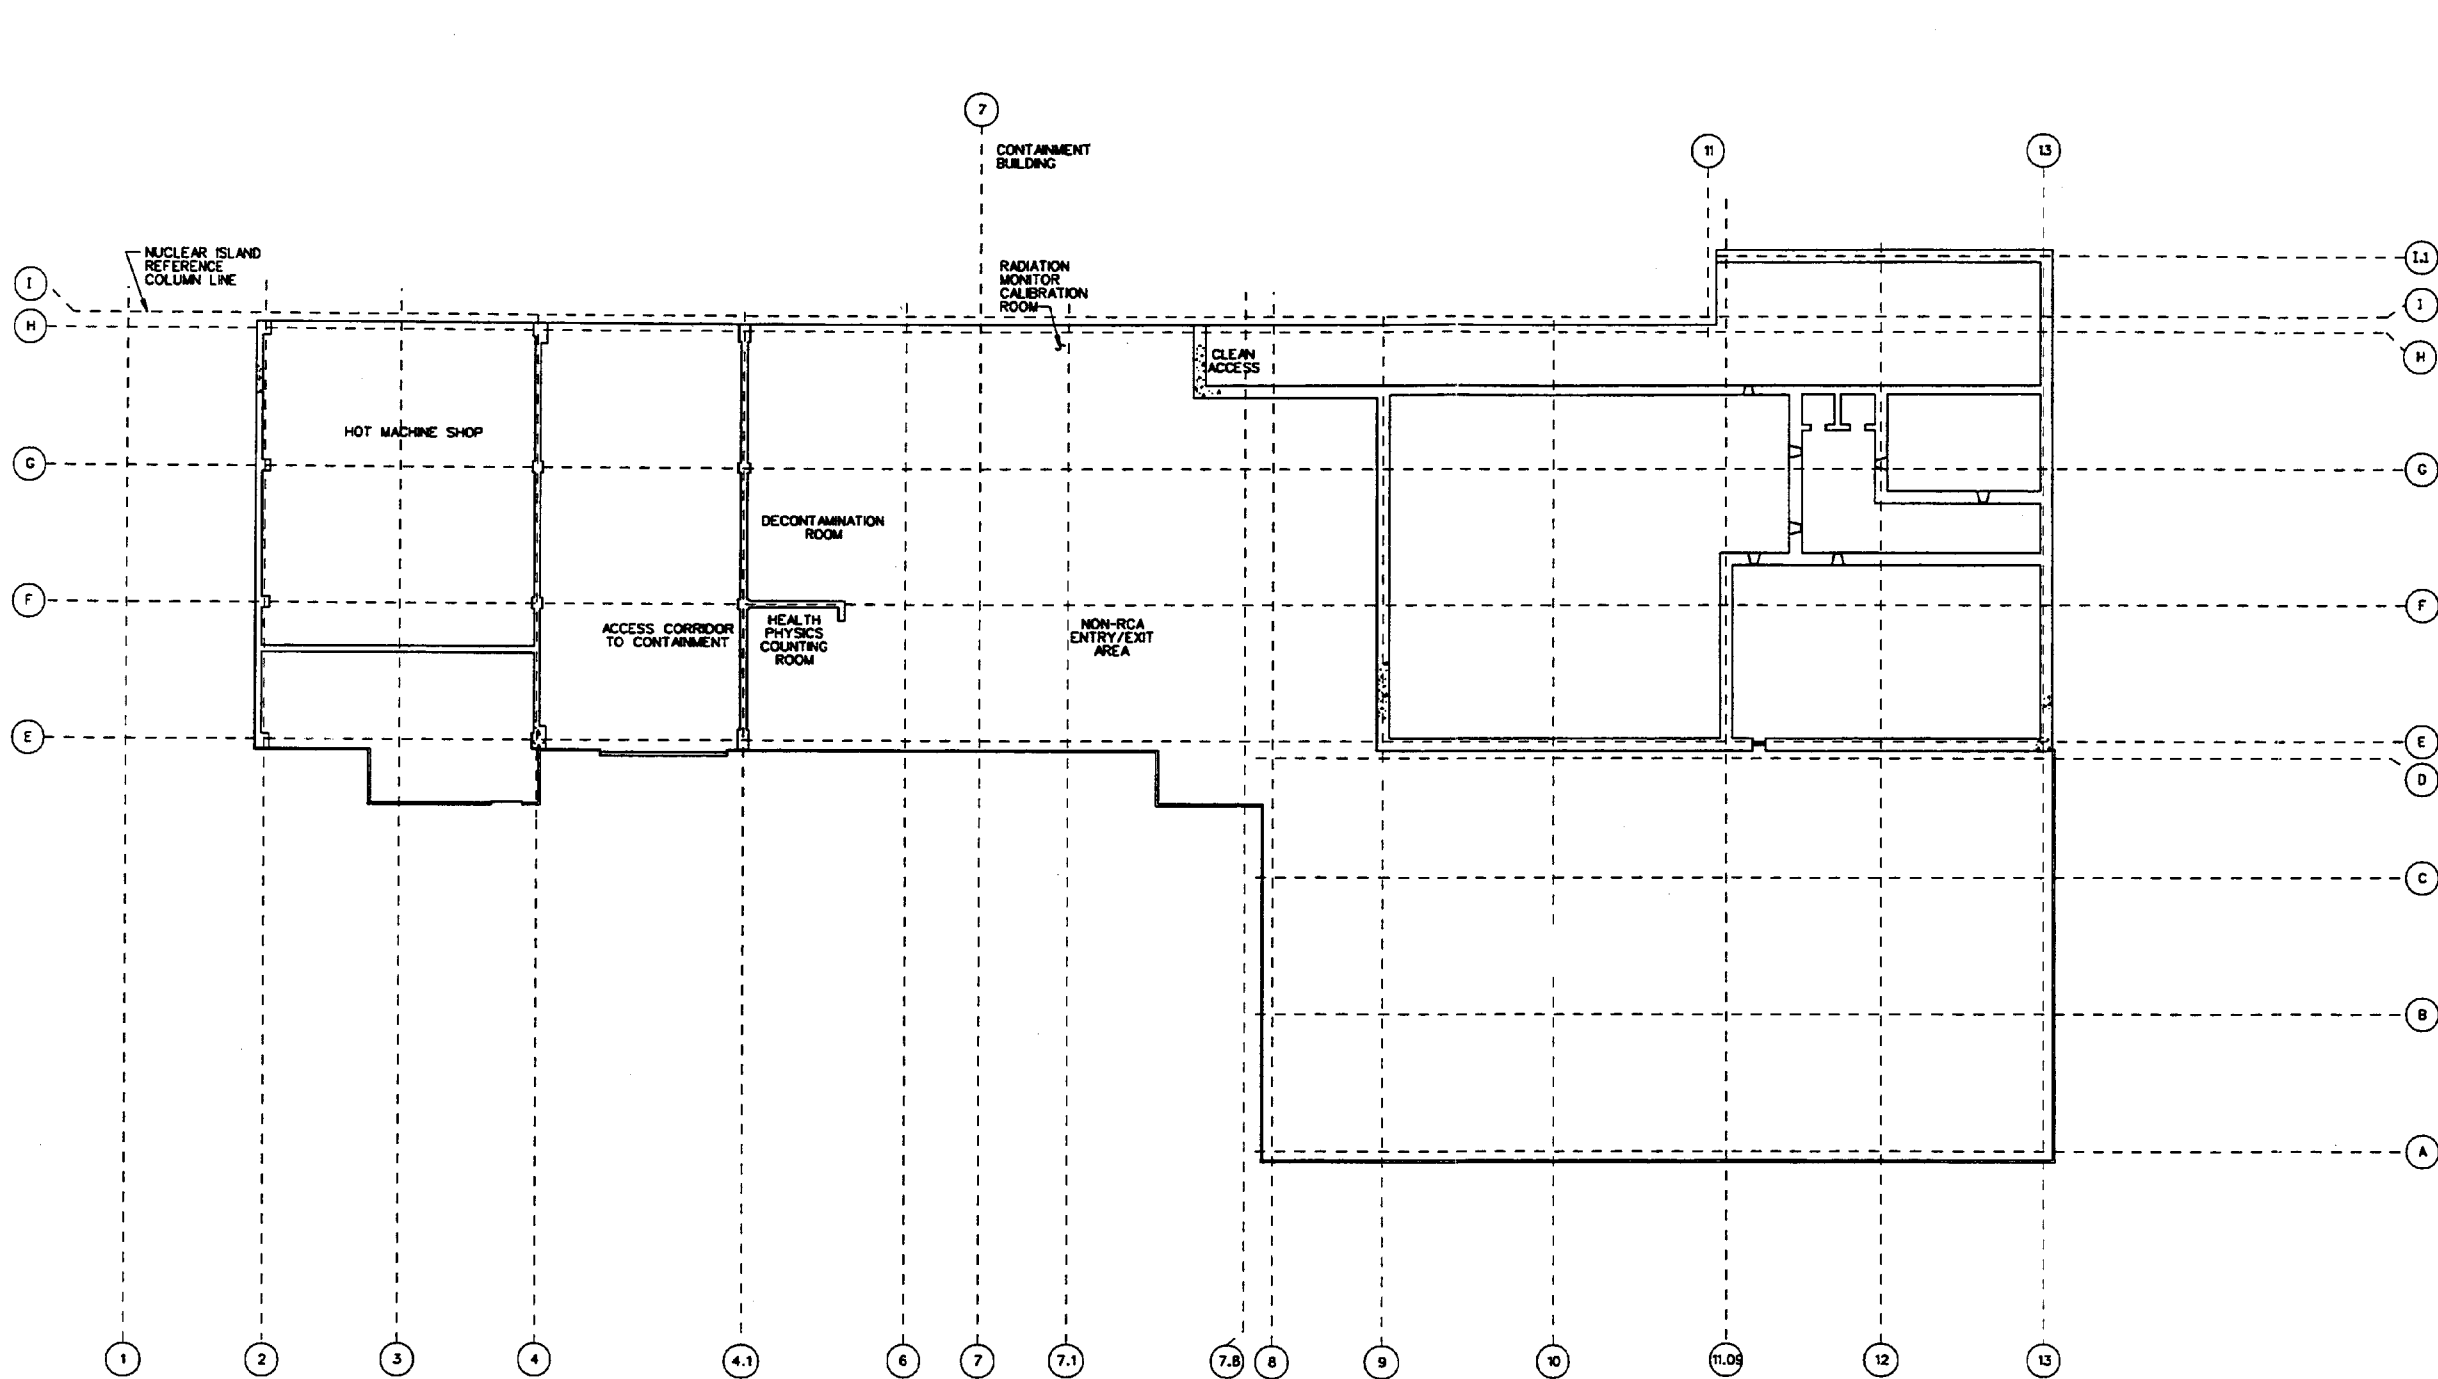 7
CONTAINMENT
BUILDING
11
13
NUCLEAR ISLAND
REFERENCE
COLUMN LINE
RADIATION
MONITOR
CALIBRATION
ROOM
I
H
I.1
I
H
CLEAN
ACCESS
HOT MACHINE SHOP
G
G
DECONTAMINATION
ROOM
F
F
ACCESS CORRIDOR
TO CONTAINMENT
HEALTH
PHYSICS
COUNTING
ROOM
NON-RCA
ENTRY/EXIT
AREA
E
E
D
C
B
A
1
2
3
4
4.1
6
7
7.1
7.8
8
9
10
11.09
12
13